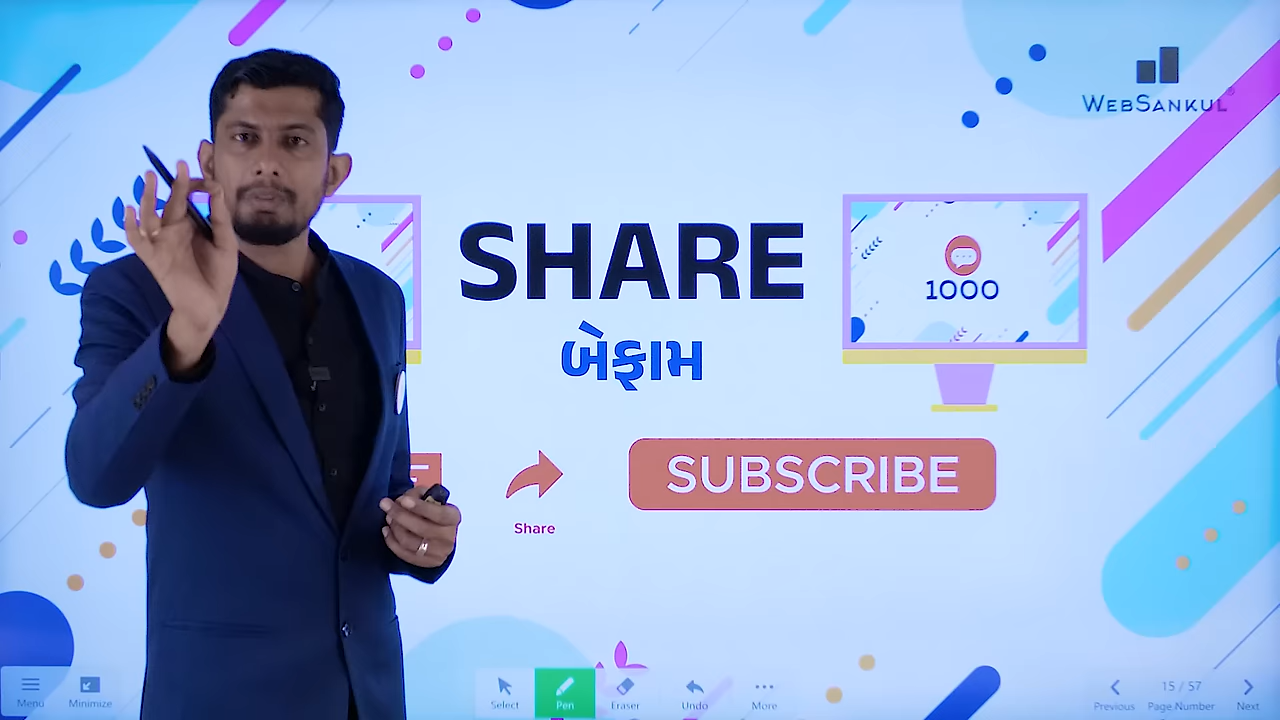 WEBSANKUL
SHARE
બેફામ
1000
SUBSCRIBE
Share
Menu
Minimize
Select
Pen
Eraser
Undo
More
Previous
15 / 57
Page Number
Next